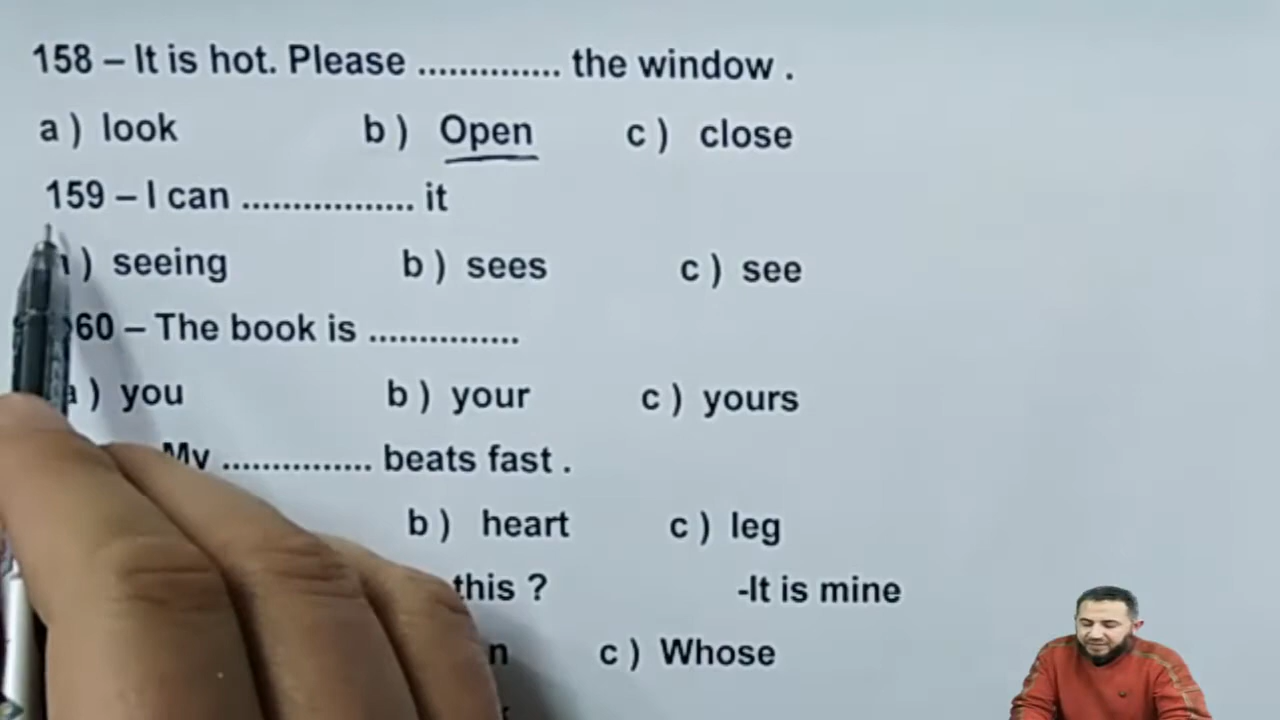 158 – It is hot. Please .............. the window .
a ) look b ) Open c ) close
159 – I can ................. it
) seeing b ) sees c ) see
60 – The book is ...............
a ) you b ) your c ) yours
My ............... beats fast .
b ) heart c ) leg
this ? -It is mine
n c ) Whose